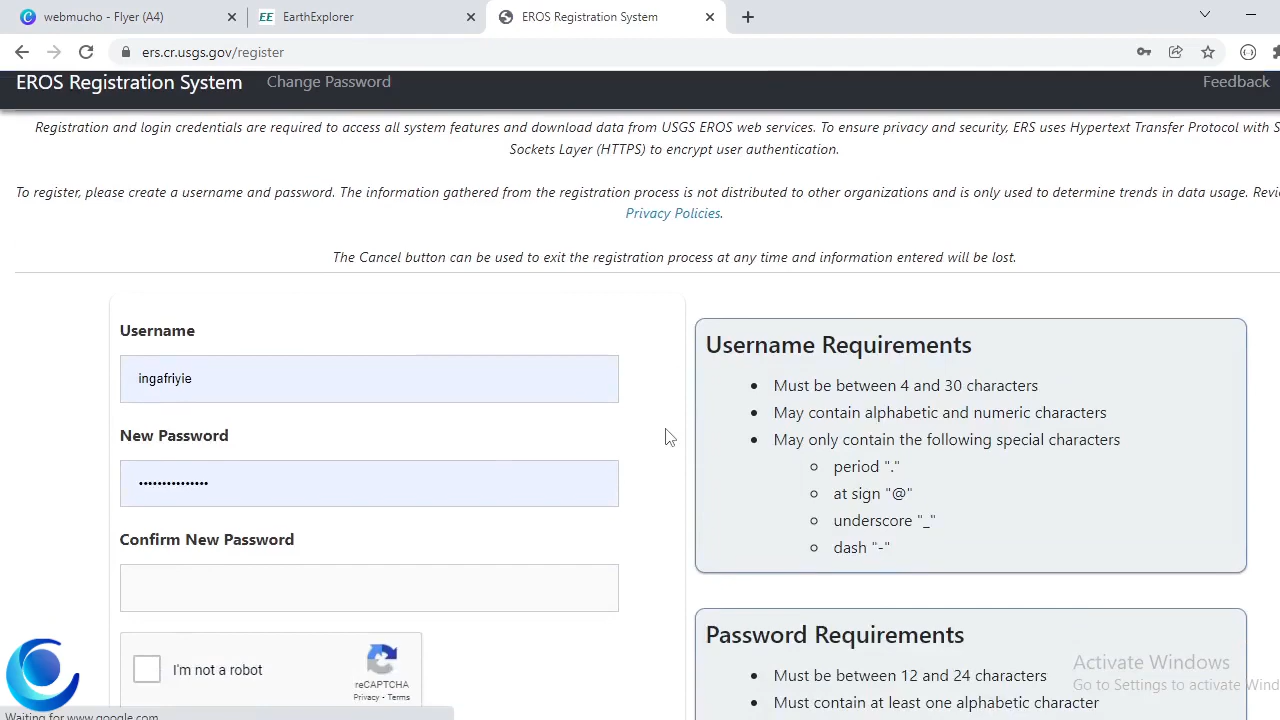 webmucho - Flyer (A4)
EarthExplorer
EROS Registration System
ers.cr.usgs.gov/register
EROS Registration System
Change Password
Feedback
Registration and login credentials are required to access all system features and download data from USGS EROS web services. To ensure privacy and security, ERS uses Hypertext Transfer Protocol with S
Sockets Layer (HTTPS) to encrypt user authentication.
To register, please create a username and password. The information gathered from the registration process is not distributed to other organizations and is only used to determine trends in data usage. Revie
Privacy Policies.
The Cancel button can be used to exit the registration process at any time and information entered will be lost.
Username
ingafriyie
New Password
Confirm New Password
I'm not a robot
reCAPTCHA
Privacy - Terms
Username Requirements
Must be between 4 and 30 characters
May contain alphabetic and numeric characters
May only contain the following special characters
period "."
at sign "@"
underscore "_"
dash "-"
Password Requirements
Must be between 12 and 24 characters
Must contain at least one alphabetic character
Activate Windows
Go to Settings to activate Wind
Waiting for www.google.com